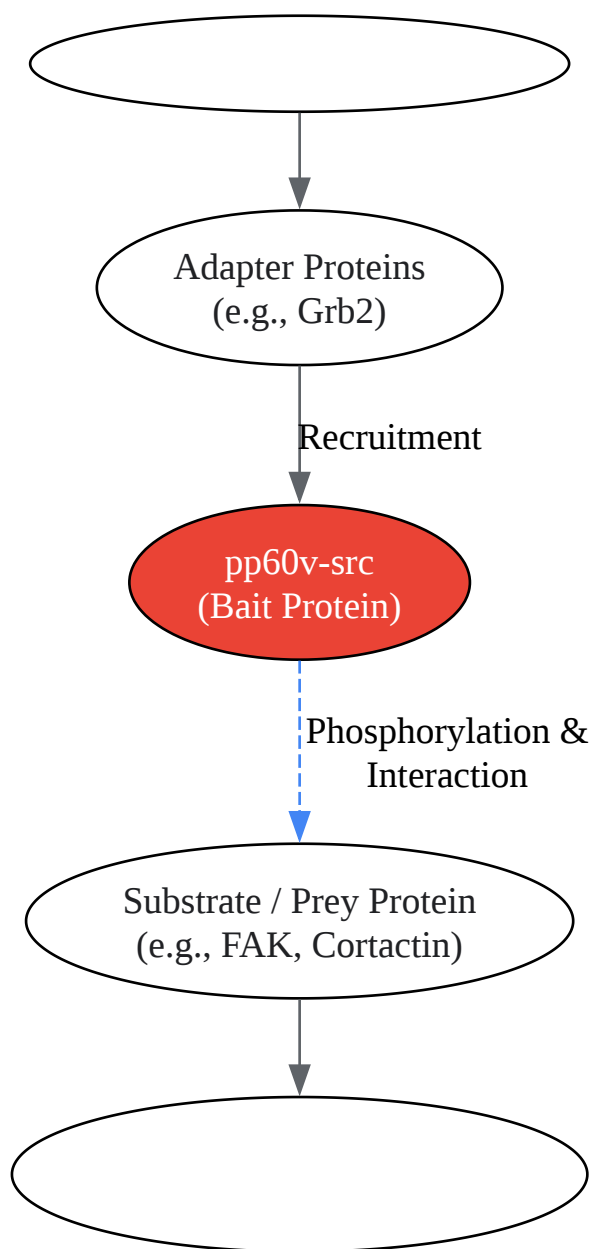 Adapter Proteins
(e.g., Grb2)
Recruitment
pp60v-src
(Bait Protein)
Phosphorylation &
Interaction
Substrate / Prey Protein
(e.g., FAK, Cortactin)